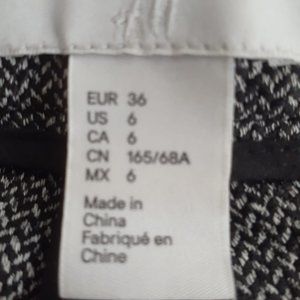 EUR 36
US 6
CA 6
CN 165/68A
MX 6
Made in
China
Fabriqué en
Chine